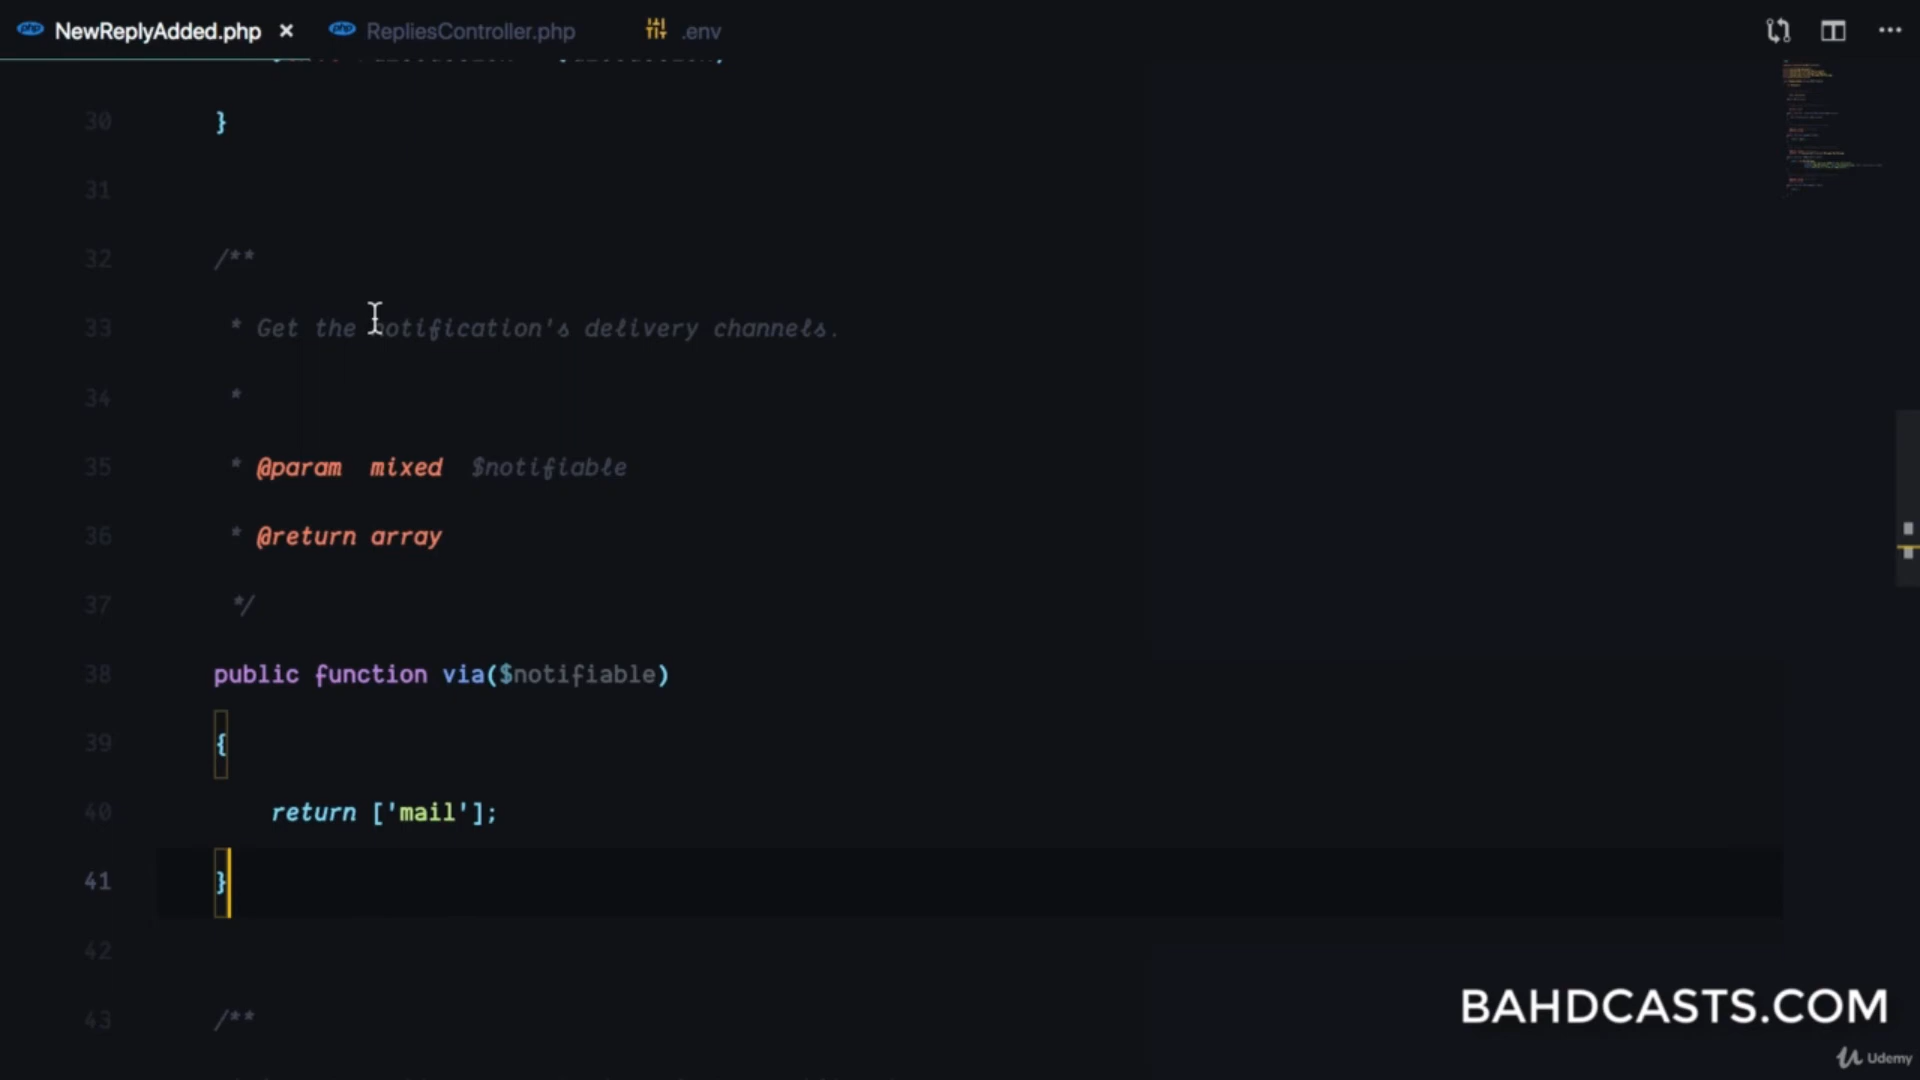 NewReplyAdded.php × RepliesController.php .env
30 }
31
32 /**
33 * Get the notification's delivery channels.
34 *
35 * @param mixed $notifiable
36 * @return array
37 */
38 public function via($notifiable)
39 {
40 return ['mail'];
41 }
42
43 /**
BAHDCASTS.COM
Udemy